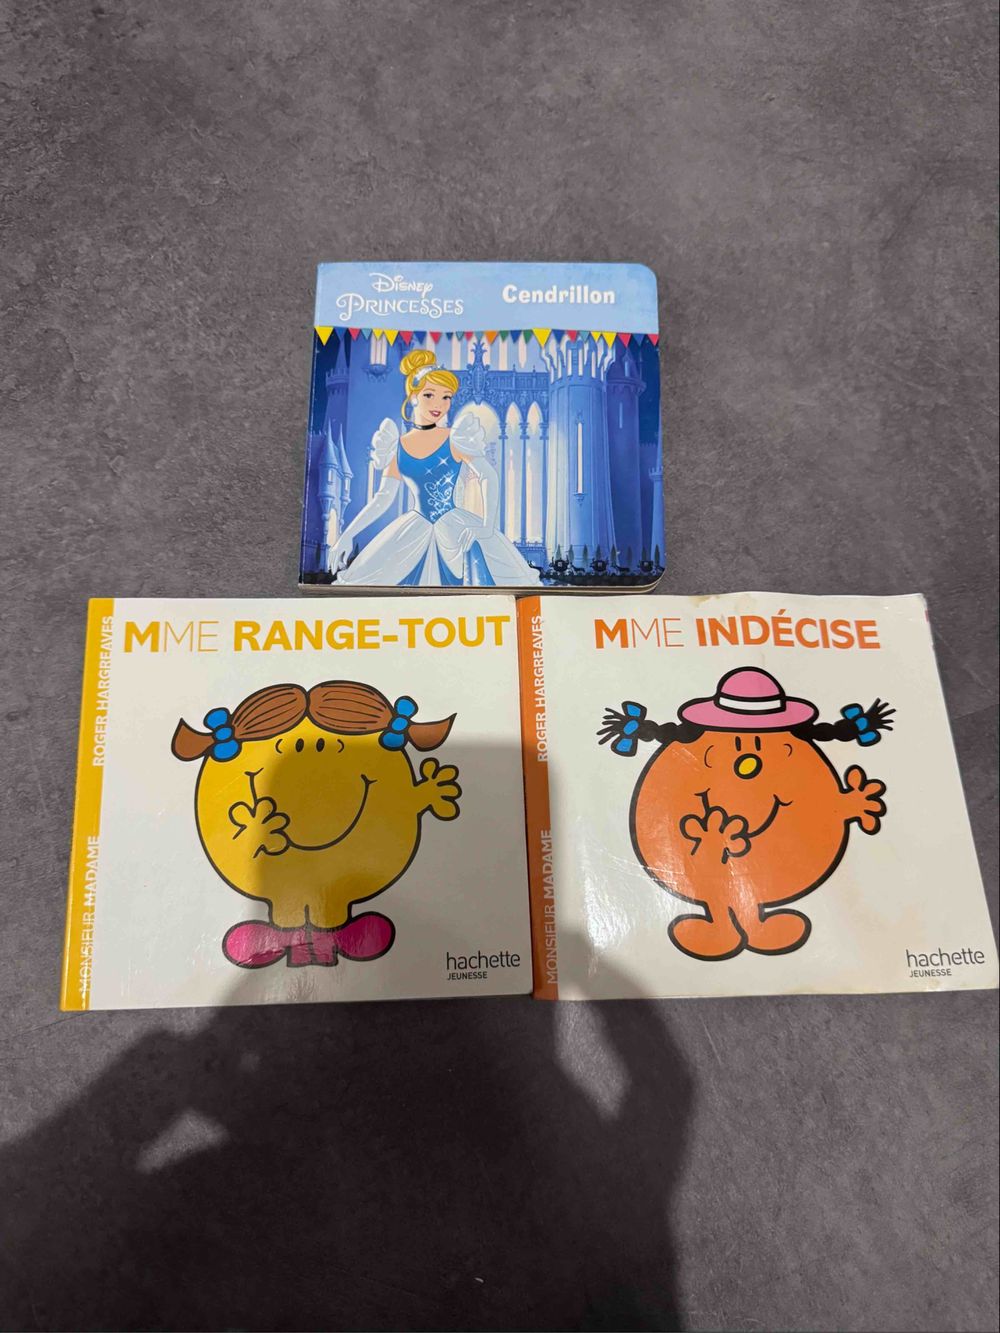 Disney
PRINCESSES
Cendrillon
MME RANGE-TOUT
ROGER HARGREAVES
MONSIEUR MADAME
hachette
JEUNESSE
MME INDÉCISE
ROGER HARGREAVES
MONSIEUR MADAME
hachette
JEUNESSE